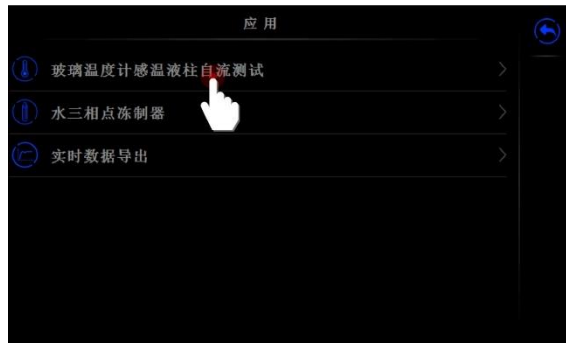 应用
玻璃温度计感温液柱自流测试
水三相点冻制器
实时数据导出